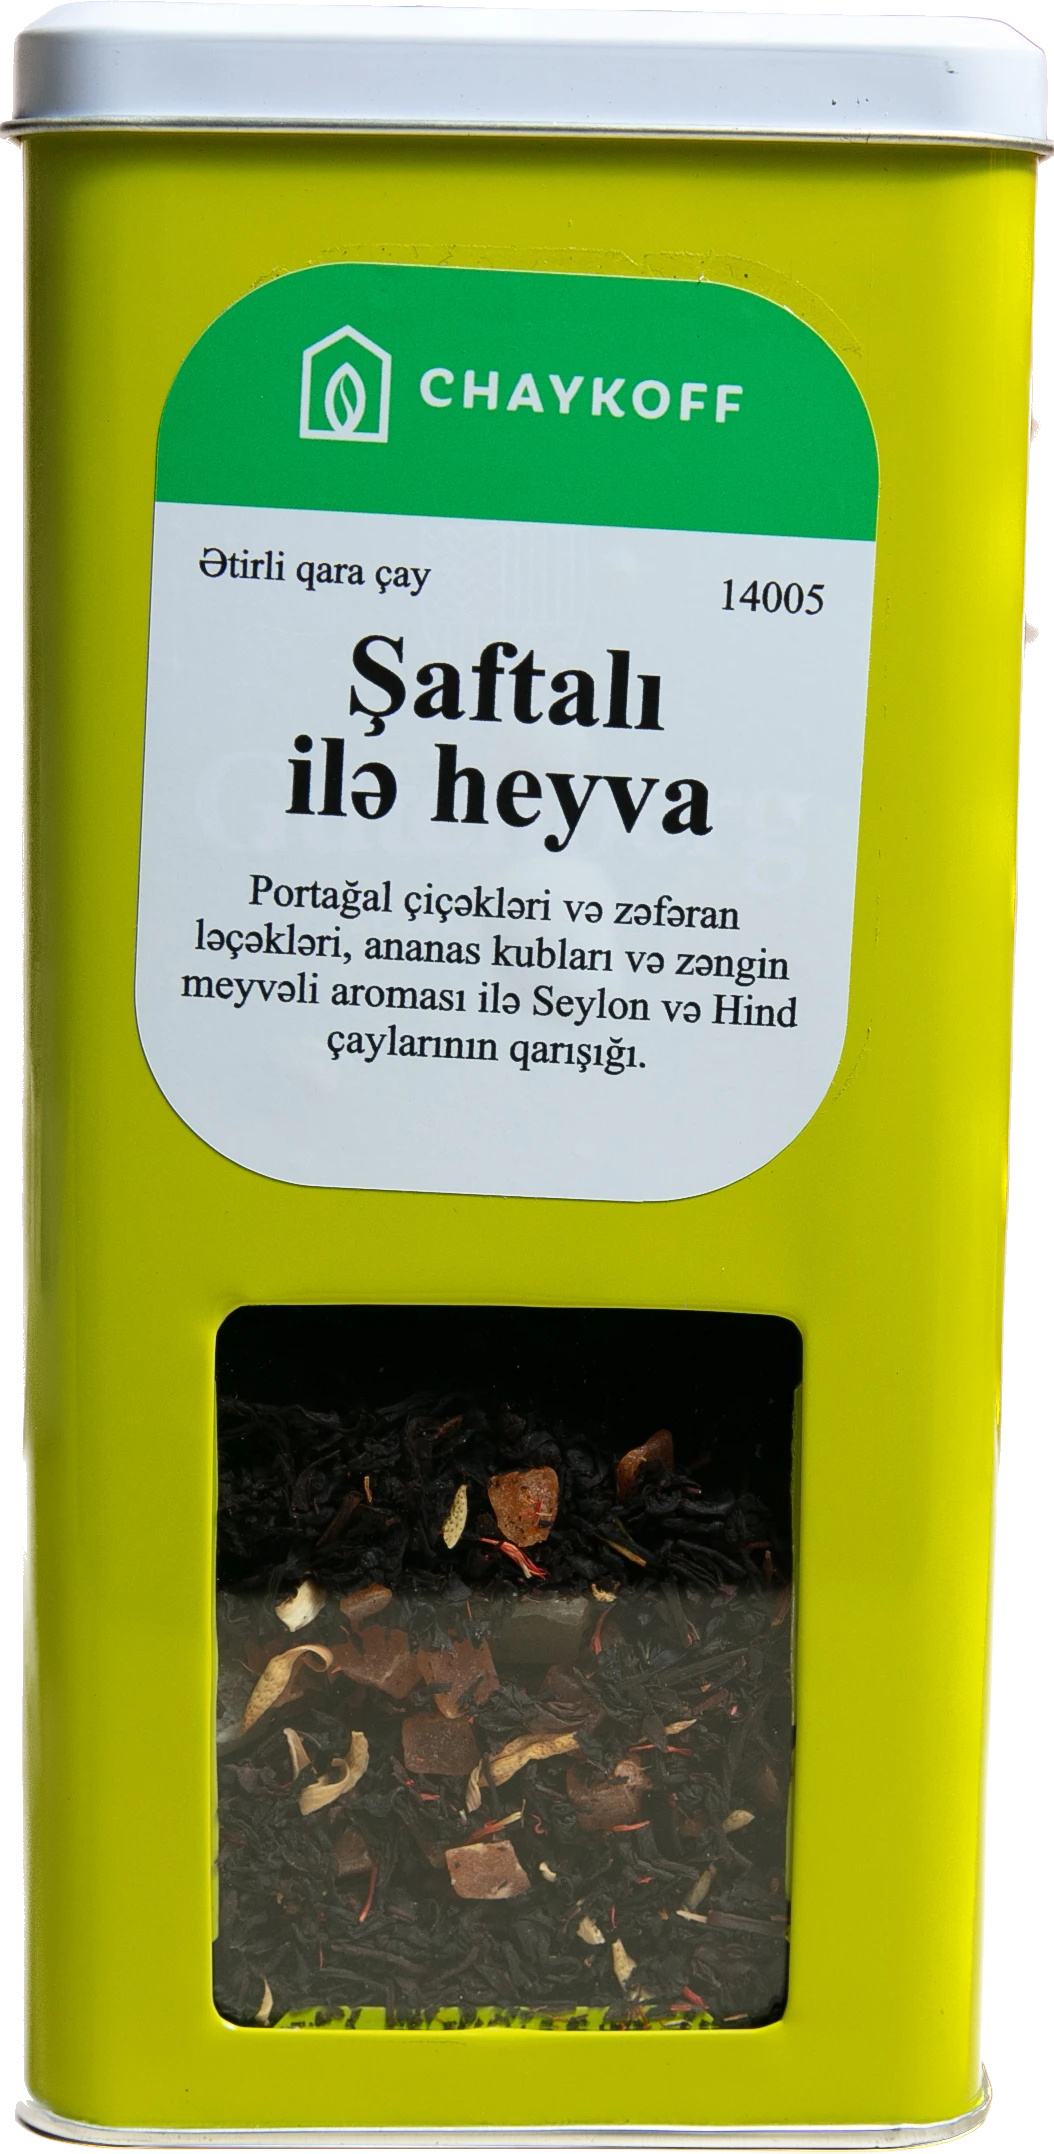 CHAYKOFF
Ətirli qara çay
14005
Şaftalı
ilə heyva
Portağal çiçəkləri və zəfəran
ləçəkləri, ananas kubları və zəngin
meyvəli aroması ilə Seylon və Hind
çaylarının qarışığı.